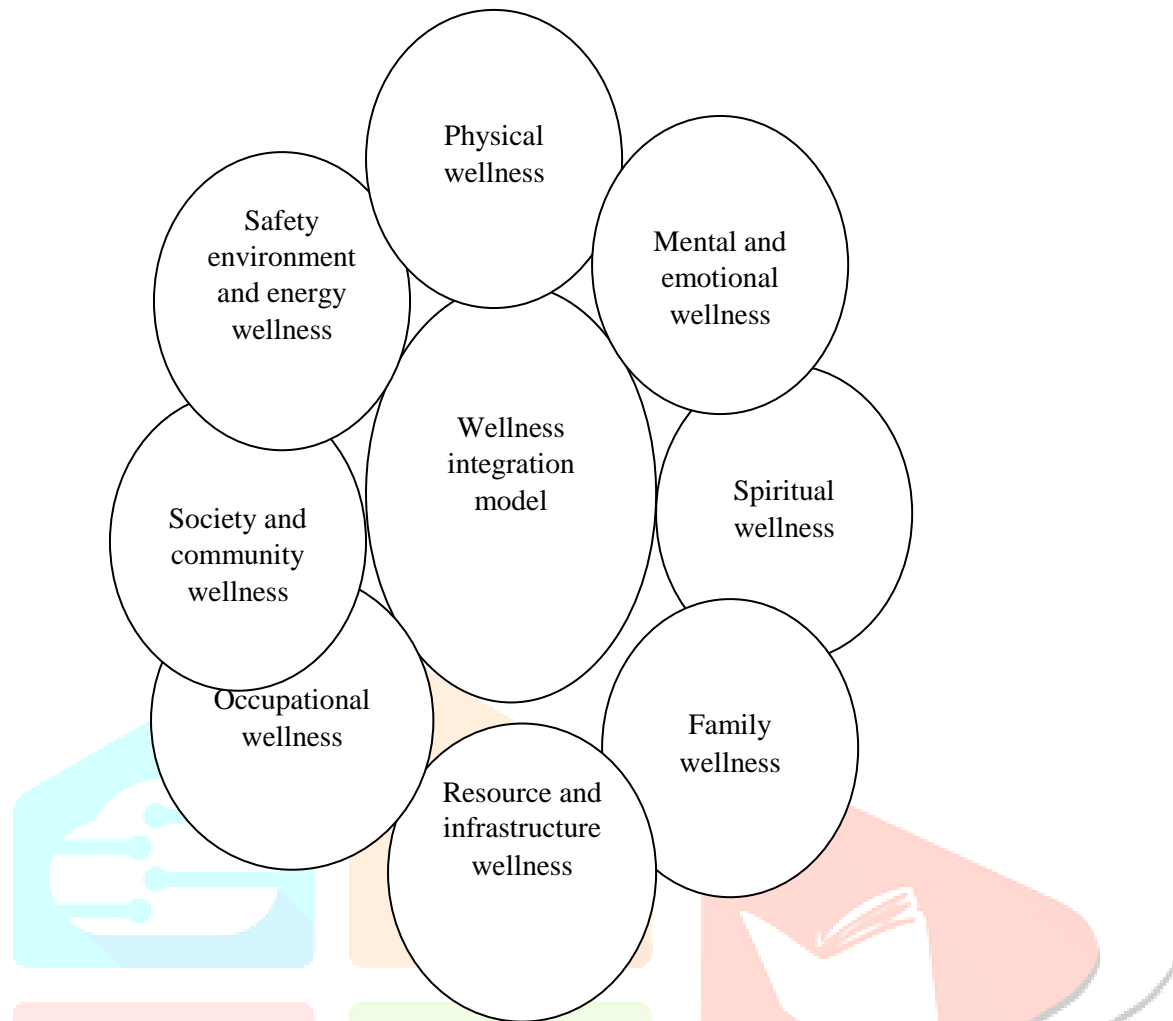 Physical
wellness
Mental and
emotional
wellness
Spiritual
wellness
Family
wellness
Resource and
infrastructure
wellness
Occupational
wellness
Society and
community
wellness
Safety
environment
and energy
wellness
Wellness
integration
model